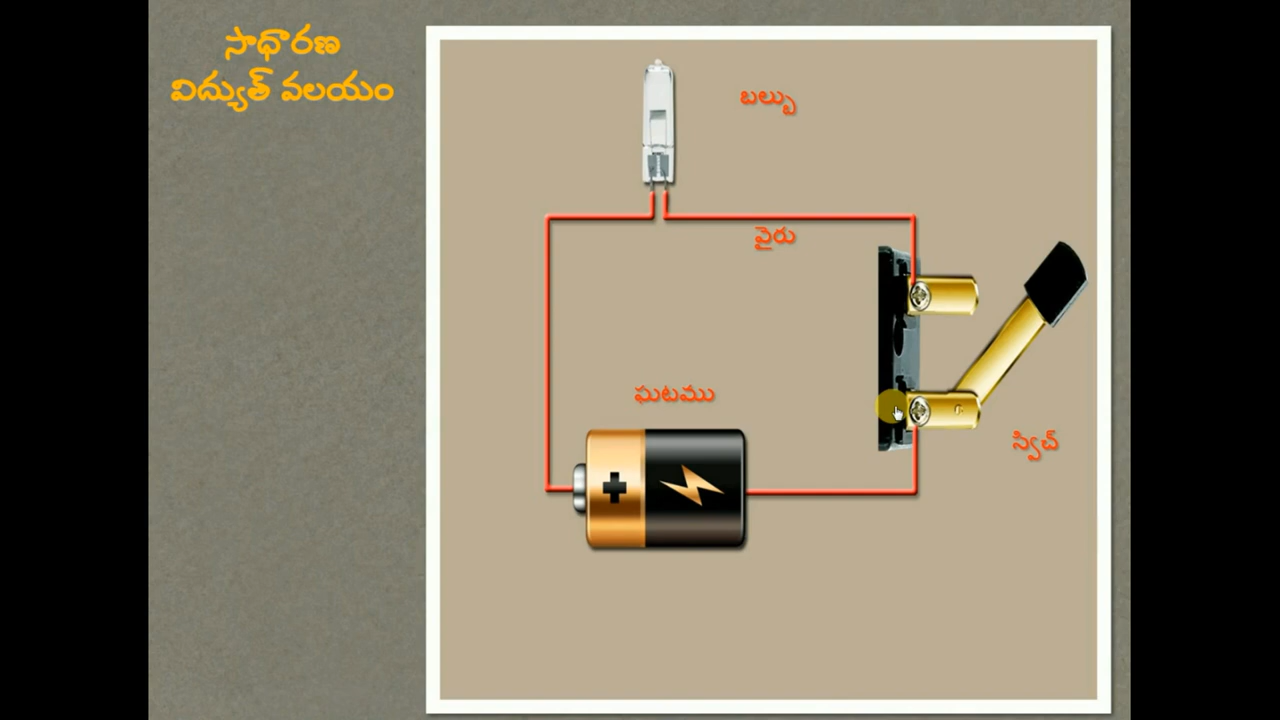 సాధారణ
విద్యుత్ వలయం
బల్బు
వైరు
ఘటము
స్విచ్